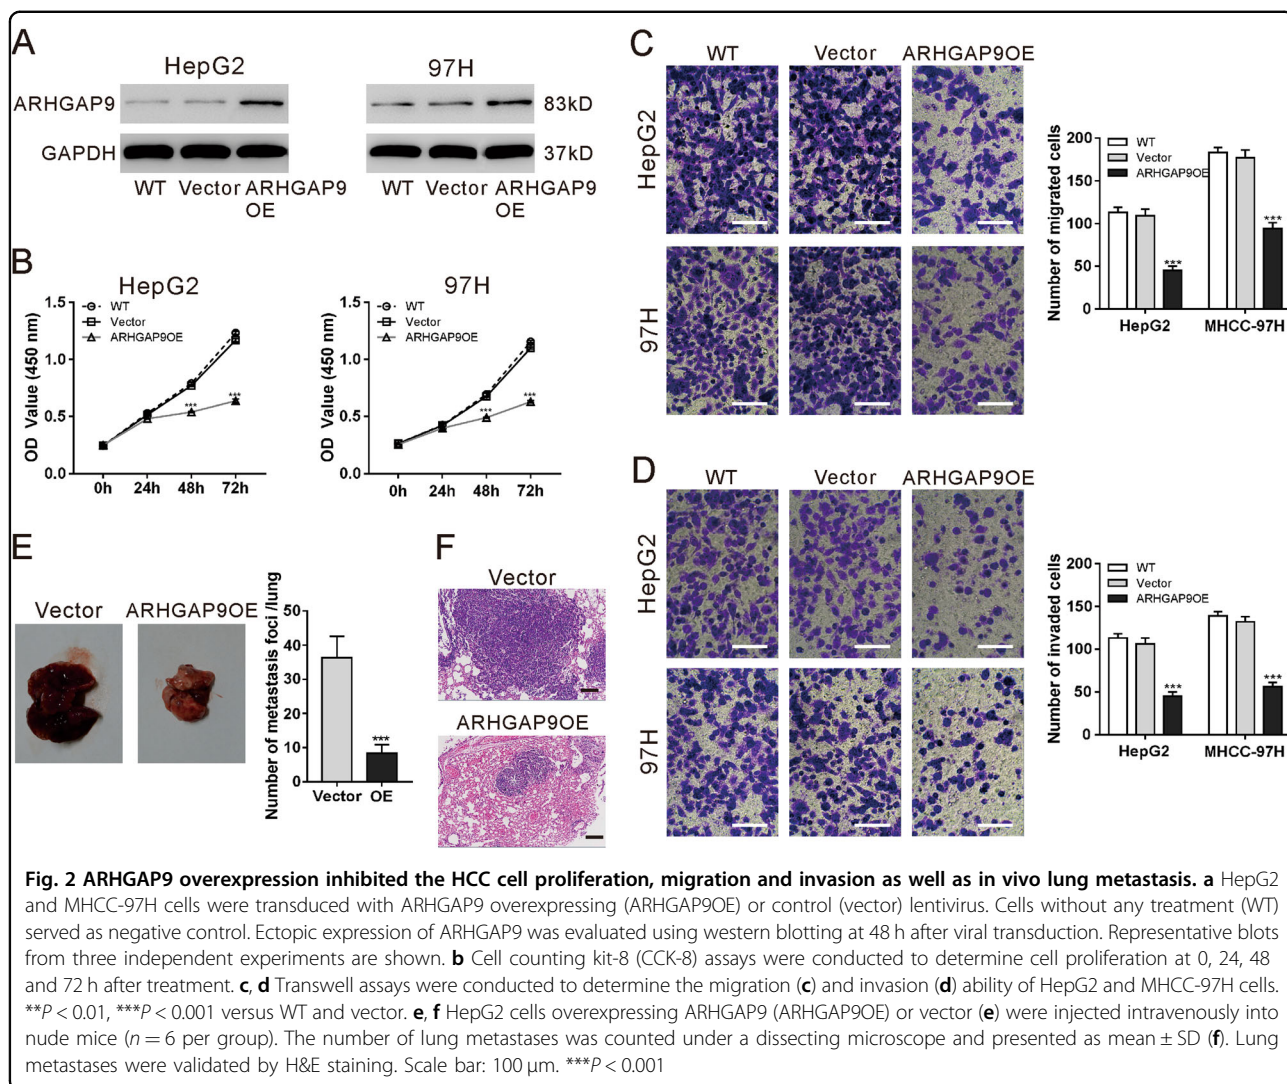 A
HepG2
97H
ARHGAP9
83kD
GAPDH
37kD
WT Vector ARHGAP9 OE
WT Vector ARHGAP9 OE
B
HepG2
WT
Vector
ARHGAP9OE
OD Value (450 nm)
1.5
1.0
0.5
0.0
***
***
0h 24h 48h 72h
97H
WT
Vector
ARHGAP9OE
OD Value (450 nm)
1.5
1.0
0.5
0.0
***
***
0h 24h 48h 72h
C
WT Vector ARHGAP9OE
HepG2
97H
Number of migrated cells
200
150
100
50
0
WT
Vector
ARHGAP9OE
***
***
HepG2 MHCC-97H
D
WT Vector ARHGAP9OE
HepG2
97H
Number of invaded cells
200
150
100
50
0
WT
Vector
ARHGAP9OE
***
***
HepG2 MHCC-97H
E
Vector ARHGAP9OE
Number of metastasis foci /lung
50
40
30
20
10
0
***
Vector OE
F
Vector
ARHGAP9OE
Fig. 2 ARHGAP9 overexpression inhibited the HCC cell proliferation, migration and invasion as well as in vivo lung metastasis. a HepG2
and MHCC-97H cells were transduced with ARHGAP9 overexpressing (ARHGAP9OE) or control (vector) lentivirus. Cells without any treatment (WT)
served as negative control. Ectopic expression of ARHGAP9 was evaluated using western blotting at 48 h after viral transduction. Representative blots
from three independent experiments are shown. b Cell counting kit-8 (CCK-8) assays were conducted to determine cell proliferation at 0, 24, 48
and 72 h after treatment. c, d Transwell assays were conducted to determine the migration (c) and invasion (d) ability of HepG2 and MHCC-97H cells.
**P < 0.01, ***P < 0.001 versus WT and vector. e, f HepG2 cells overexpressing ARHGAP9 (ARHGAP9OE) or vector (e) were injected intravenously into
nude mice (n = 6 per group). The number of lung metastases was counted under a dissecting microscope and presented as mean ± SD (f). Lung
metastases were validated by H&E staining. Scale bar: 100 μm. ***P < 0.001